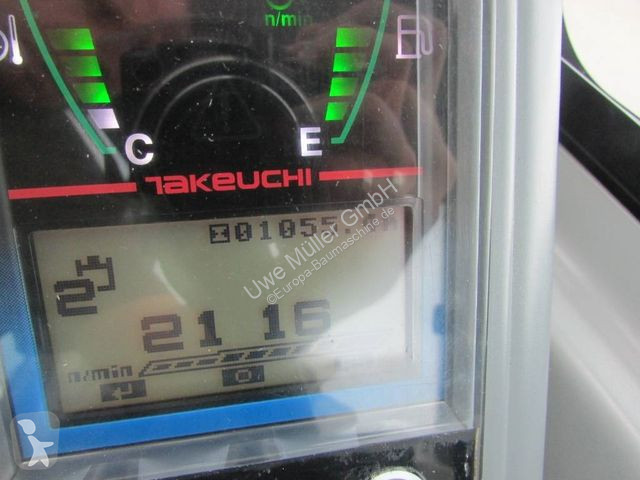 n/min
C E
TAKEUCHI
01055.
2
21 16
n/min
Uwe Müller GmbH
©Europa-Baumaschine.de